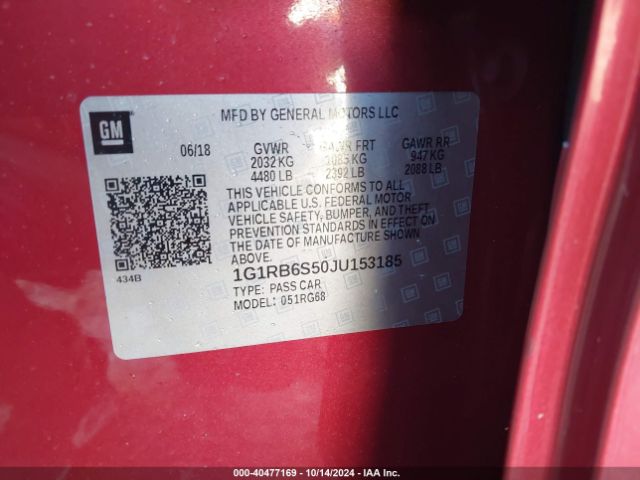 MFD BY GENERAL MOTORS LLC
GM
06/18 GVWR GAWR FRT GAWR RR
2032 KG 1085 KG 947 KG
4480 LB 2392 LB 2088 LB
THIS VEHICLE CONFORMS TO ALL
APPLICABLE U.S. FEDERAL MOTOR
VEHICLE SAFETY, BUMPER, AND THEFT
PREVENTION STANDARDS IN EFFECT ON
THE DATE OF MANUFACTURE SHOWN
ABOVE.
434B
1G1RB6S50JU153185
TYPE: PASS CAR
MODEL: 051RG68
000-40477169 | 10/14/2024 | IAA Inc.